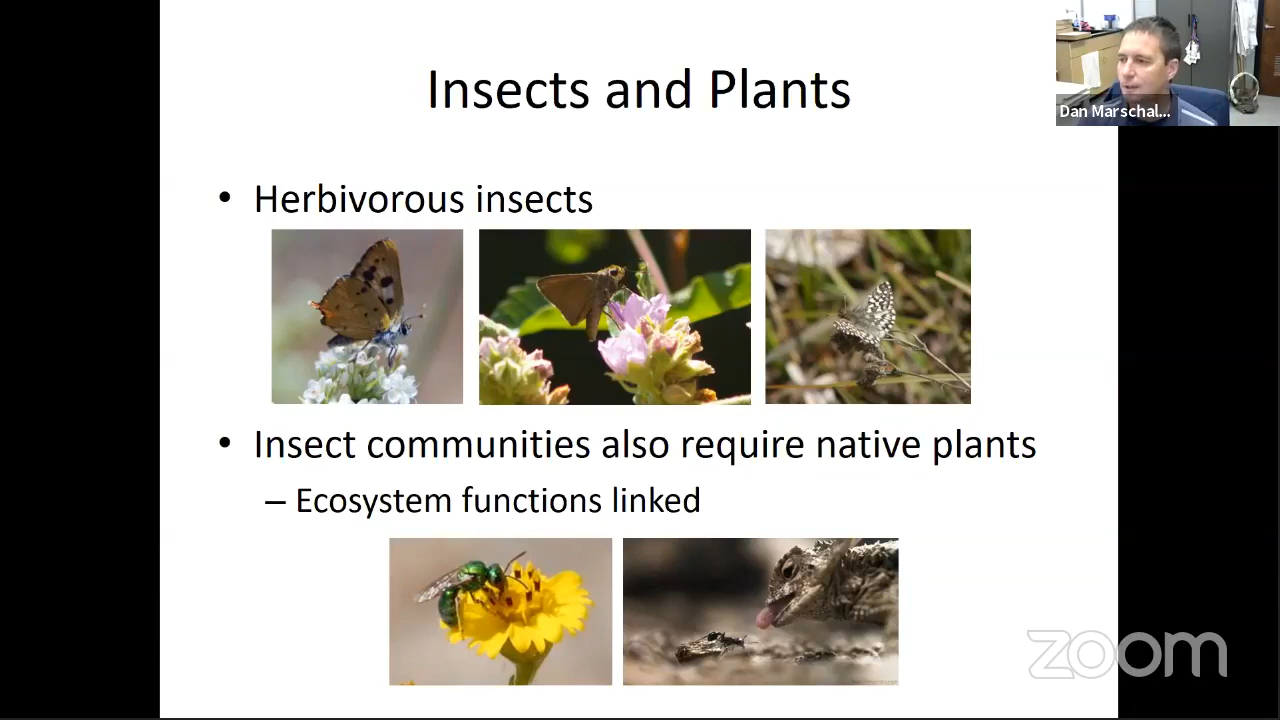 Insects and Plants
Dan Marschal...
• Herbivorous insects
• Insect communities also require native plants
– Ecosystem functions linked
zoom